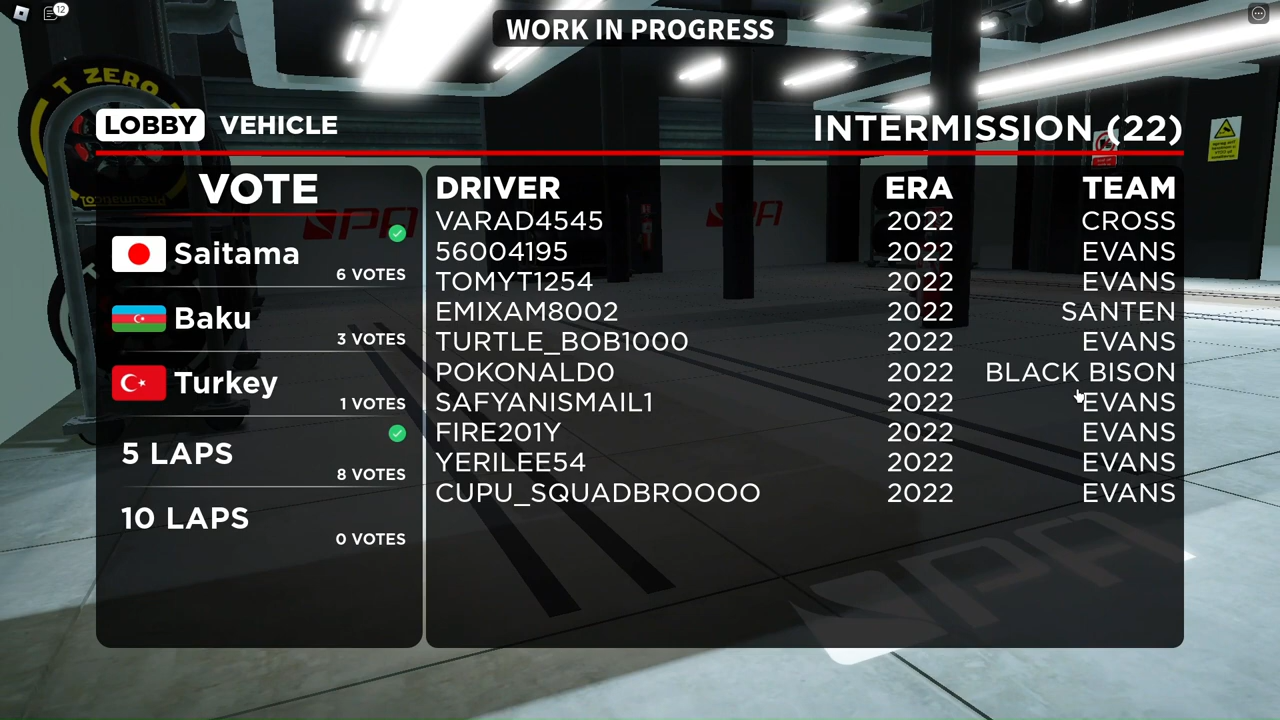 12
WORK IN PROGRESS
T ZERO
LOBBY VEHICLE
INTERMISSION (22)
VOTE
Saitama
6 VOTES
Baku
3 VOTES
Turkey
1 VOTES
5 LAPS
8 VOTES
10 LAPS
0 VOTES
DRIVER ERA TEAM
VARAD4545 2022 CROSS
56004195 2022 EVANS
TOMYT1254 2022 EVANS
EMIXAM8002 2022 SANTEN
TURTLE_BOB1000 2022 EVANS
POKONALD0 2022 BLACK BISON
SAFYANISMAIL1 2022 EVANS
FIRE201Y 2022 EVANS
YERILEE54 2022 EVANS
CUPU_SQUADBROOOO 2022 EVANS